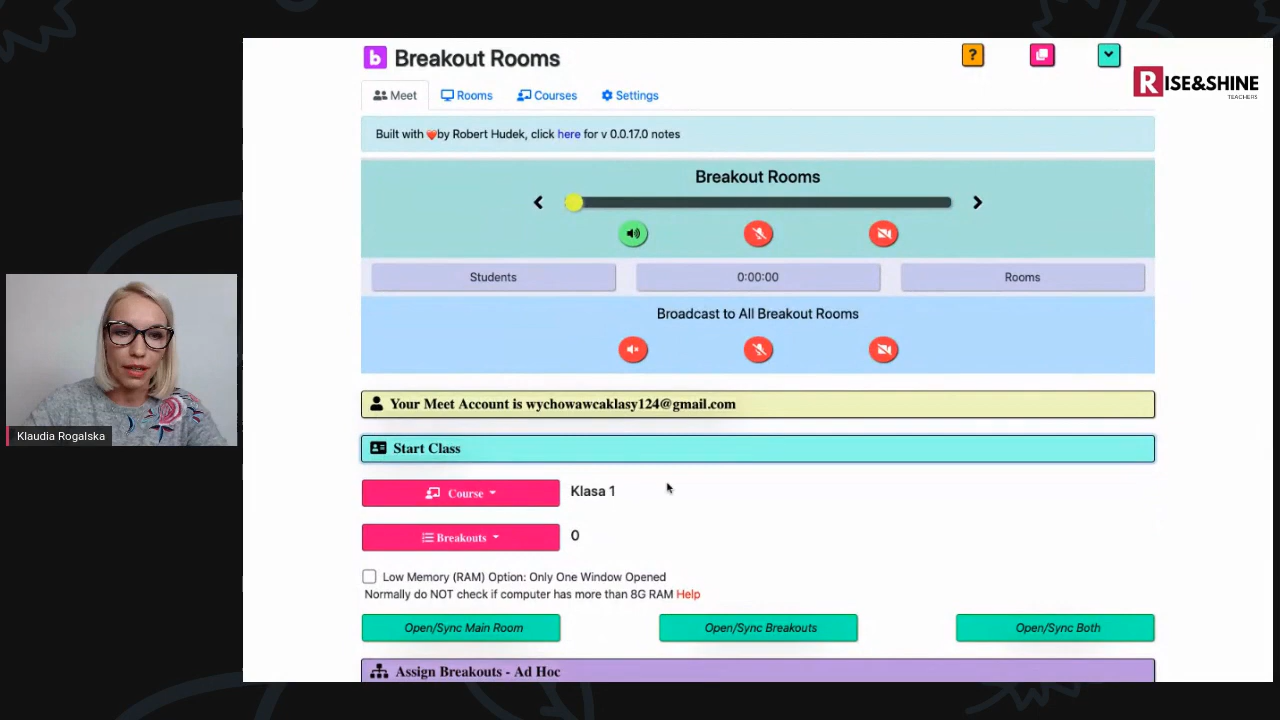 b Breakout Rooms
?
RISE&SHINE
TEACHERS
Meet Rooms Courses Settings
Built with by Robert Hudek, click here for v 0.0.17.0 notes
Breakout Rooms
Students 0:00:00 Rooms
Broadcast to All Breakout Rooms
Your Meet Account is wychowawcaklasy124@gmail.com
Klaudia Rogalska
Start Class
Course Klasa 1
Breakouts 0
Low Memory (RAM) Option: Only One Window Opened
Normally do NOT check if computer has more than 8G RAM Help
Open/Sync Main Room Open/Sync Breakouts Open/Sync Both
Assign Breakouts - Ad Hoc